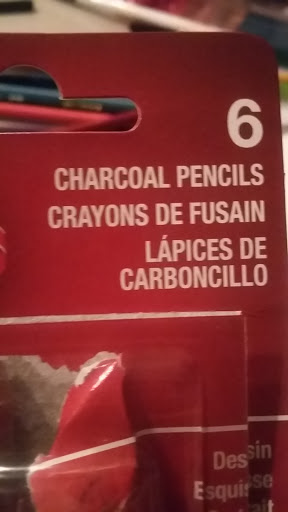 6
CHARCOAL PENCILS
CRAYONS DE FUSAIN
LÁPICES DE
CARBONCILLO